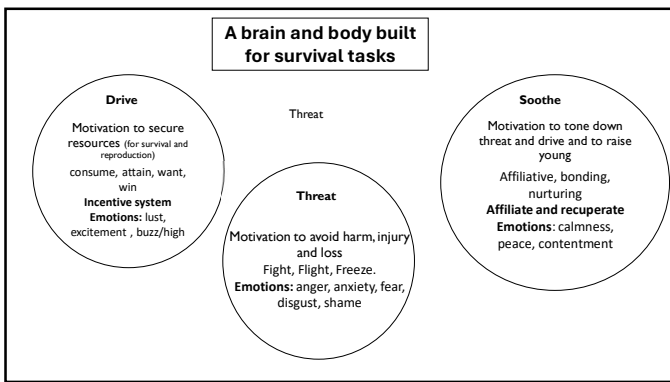 A brain and body built
for survival tasks
Drive
Motivation to secure
resources (for survival and
reproduction)
consume, attain, want,
win
Incentive system
Emotions: lust,
excitement , buzz/high
Threat
Threat
Motivation to avoid harm, injury
and loss
Fight, Flight, Freeze.
Emotions: anger, anxiety, fear,
disgust, shame
Soothe
Motivation to tone down
threat and drive and to raise
young
Affiliative, bonding,
nurturing
Affiliate and recuperate
Emotions: calmness,
peace, contentment